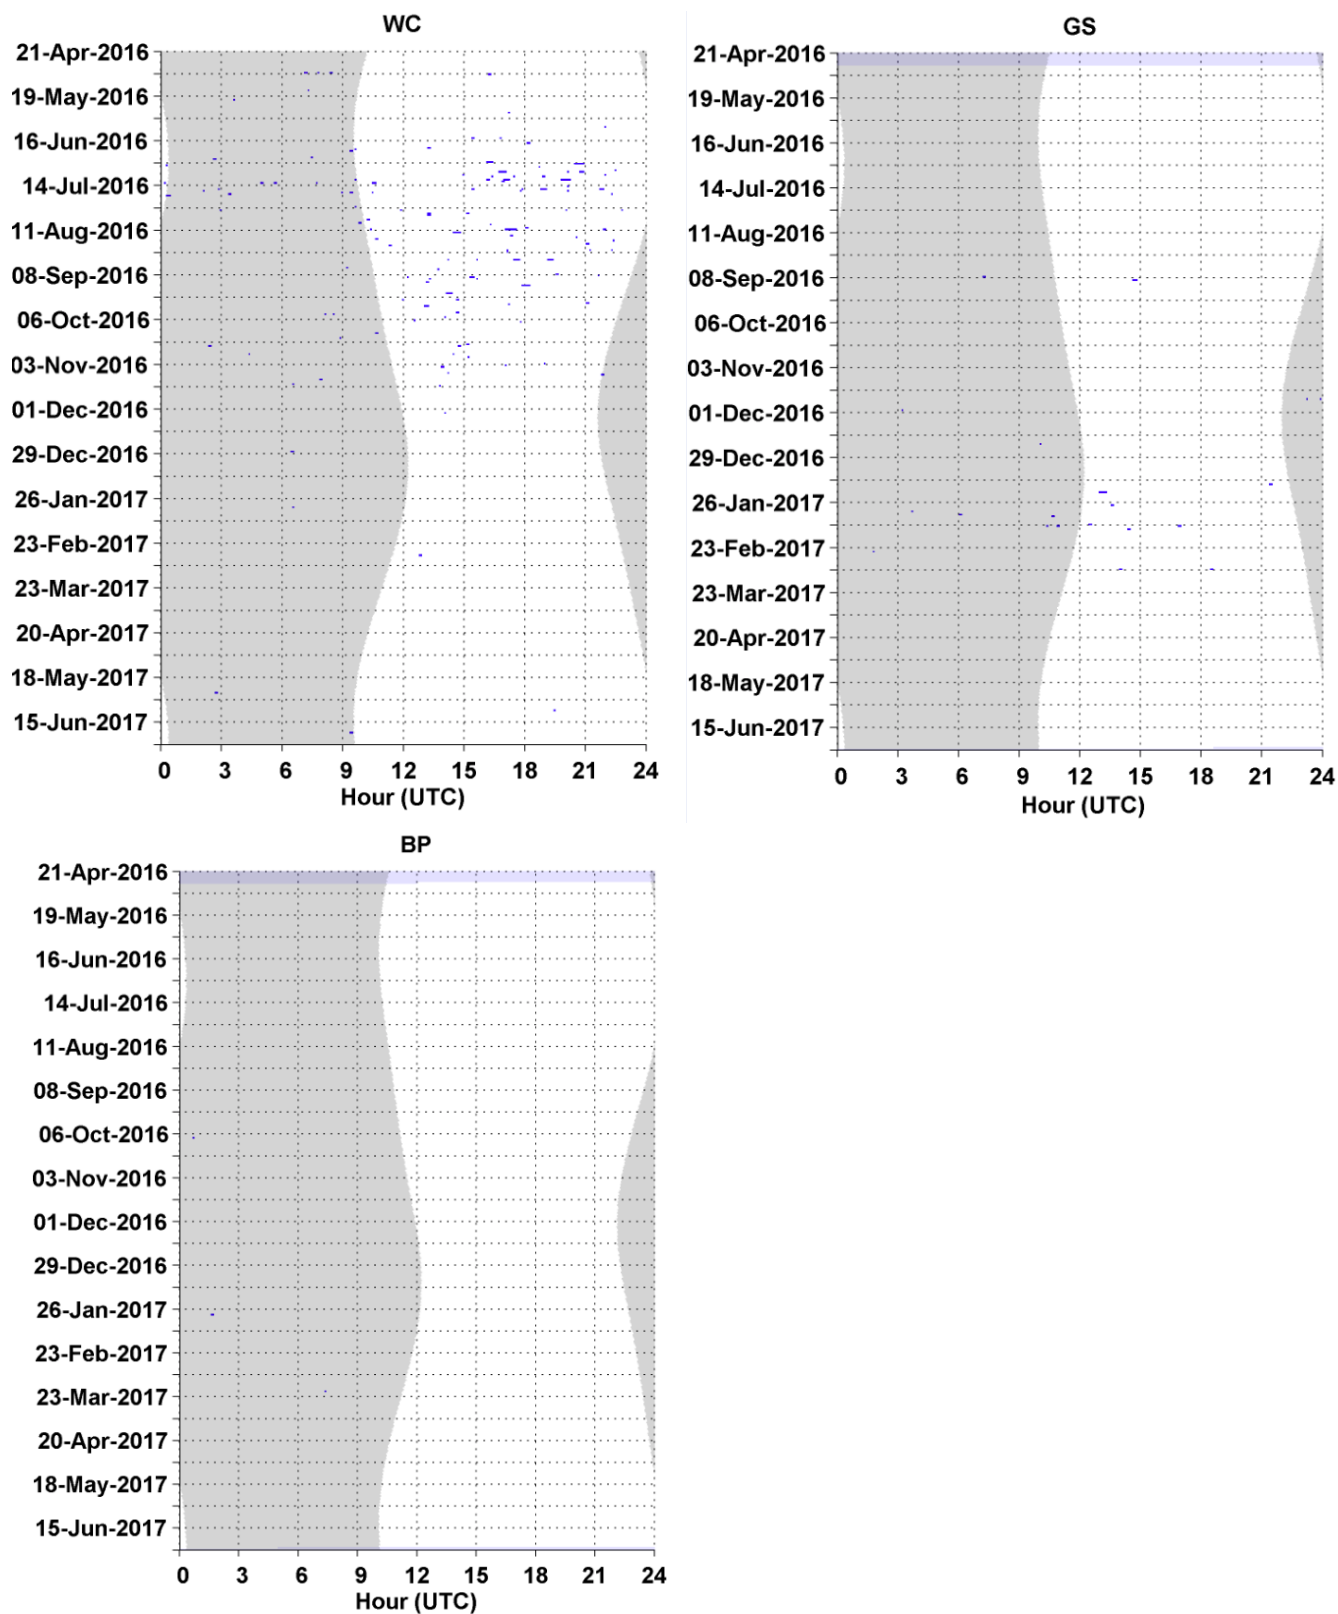 WC
21-Apr-2016
19-May-2016
16-Jun-2016
14-Jul-2016
11-Aug-2016
08-Sep-2016
06-Oct-2016
03-Nov-2016
01-Dec-2016
29-Dec-2016
26-Jan-2017
23-Feb-2017
23-Mar-2017
20-Apr-2017
18-May-2017
15-Jun-2017
0 3 6 9 12 15 18 21 24
Hour (UTC)
GS
21-Apr-2016
19-May-2016
16-Jun-2016
14-Jul-2016
11-Aug-2016
08-Sep-2016
06-Oct-2016
03-Nov-2016
01-Dec-2016
29-Dec-2016
26-Jan-2017
23-Feb-2017
23-Mar-2017
20-Apr-2017
18-May-2017
15-Jun-2017
0 3 6 9 12 15 18 21 24
Hour (UTC)
BP
21-Apr-2016
19-May-2016
16-Jun-2016
14-Jul-2016
11-Aug-2016
08-Sep-2016
06-Oct-2016
03-Nov-2016
01-Dec-2016
29-Dec-2016
26-Jan-2017
23-Feb-2017
23-Mar-2017
20-Apr-2017
18-May-2017
15-Jun-2017
0 3 6 9 12 15 18 21 24
Hour (UTC)